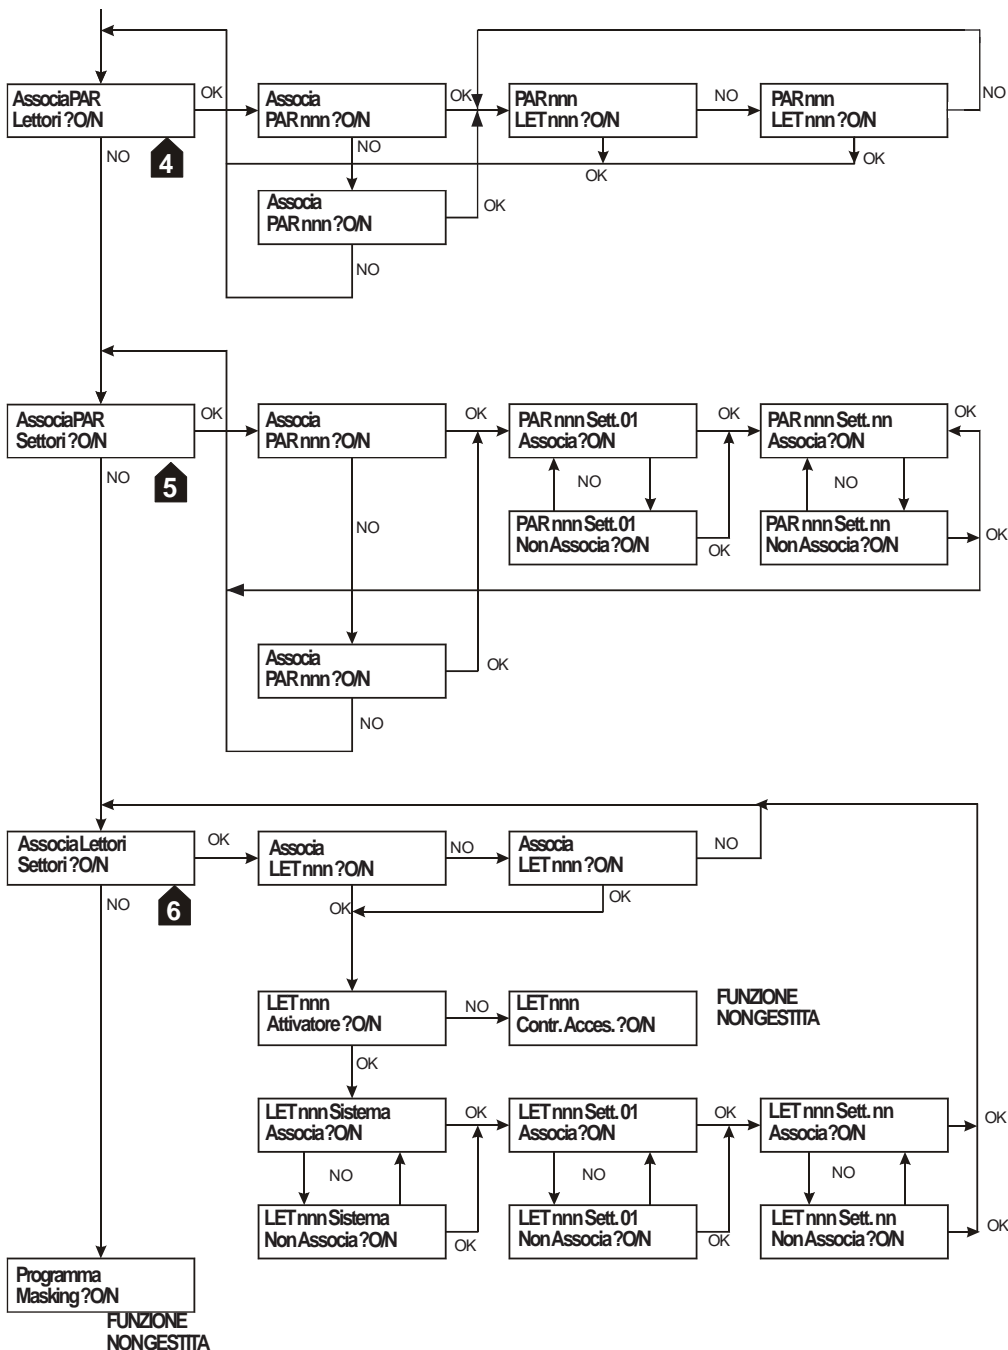 AssociaPAR
Lettori ?O/N
OK
Associa
PAR nnn ?O/N
OK
PAR nnn
LET nnn ?O/N
NO
PAR nnn
LET nnn ?O/N
NO
NO
4
NO
OK
OK
Associa
PAR nnn ?O/N
OK
NO
AssociaPAR
Settori ?O/N
OK
Associa
PAR nnn ?O/N
OK
PAR nnn Sett. 01
Associa ?O/N
OK
PAR nnn Sett. nn
Associa ?O/N
OK
NO
5
NO
NO
NO
PAR nnn Sett. 01
Non Associa ?O/N
OK
PAR nnn Sett. nn
Non Associa ?O/N
OK
Associa
PAR nnn ?O/N
OK
NO
Associa Lettori
Settori ?O/N
OK
Associa
LET nnn ?O/N
NO
Associa
LET nnn ?O/N
NO
NO
6
OK
OK
LET nnn
Attivatore ?O/N
NO
LET nnn
Contr. Acces. ?O/N
FUNZIONE
NON GESTITA
OK
LET nnn Sistema
Associa ?O/N
OK
LET nnn Sett. 01
Associa ?O/N
OK
LET nnn Sett. nn
Associa ?O/N
OK
NO
NO
NO
LET nnn Sistema
Non Associa ?O/N
OK
LET nnn Sett. 01
Non Associa ?O/N
OK
LET nnn Sett. nn
Non Associa ?O/N
OK
Programma
Masking ?O/N
FUNZIONE
NON GESTITA